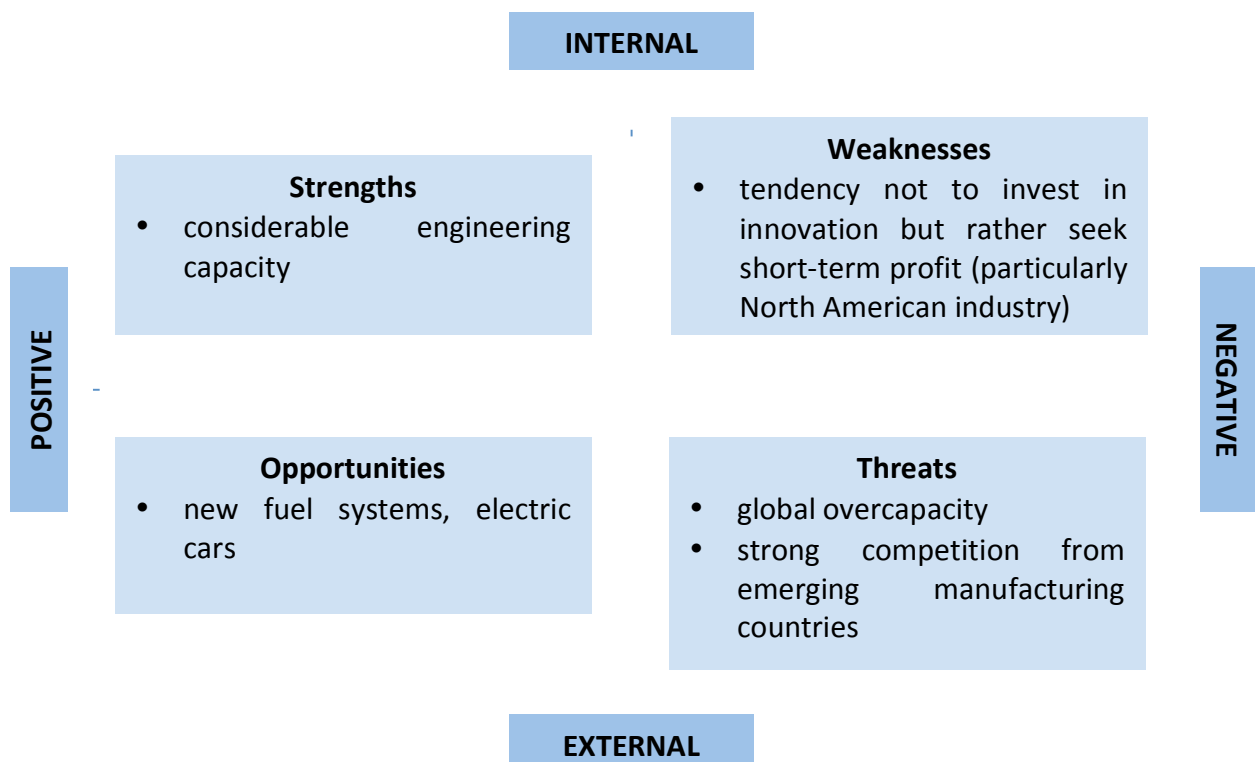 INTERNAL
Strengths
• considerable engineering
capacity
Weaknesses
• tendency not to invest in
innovation but rather seek
short-term profit (particularly
North American industry)
POSITIVE
NEGATIVE
Opportunities
• new fuel systems, electric
cars
Threats
• global overcapacity
• strong competition from
emerging manufacturing
countries
EXTERNAL